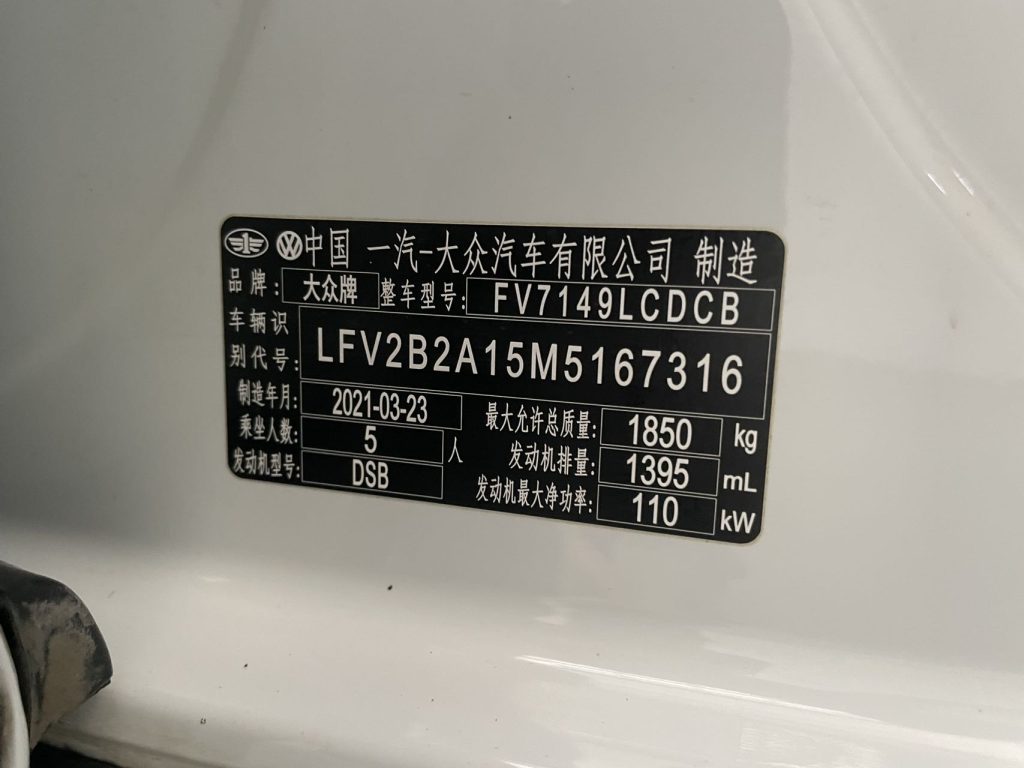 中国 一汽-大众汽车有限公司 制造
品牌: 大众牌 整车型号: FV7149LCDCB
车辆识别代号: LFV2B2A15M5167316
制造年月: 2021-03-23 最大允许总质量: 1850 kg
乘坐人数: 5 人 发动机排量: 1395 mL
发动机型号: DSB 发动机最大净功率: 110 kW